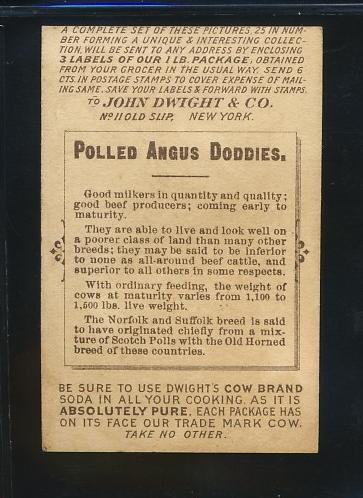 A COMPLETE SET OF THESE PICTURES, 25 IN NUM-
BER FORMING A UNIQUE & INTERESTING COLLEC-
TION, WILL BE SENT TO ANY ADDRESS BY ENCLOSING
3 LABELS OF OUR 1 LB. PACKAGE, OBTAINED
FROM YOUR GROCER IN THE USUAL WAY. SEND 6
CTS. IN POSTAGE STAMPS TO COVER EXPENSE OF MAIL-
ING SAME. SAVE YOUR LABELS & FORWARD WITH STAMPS.
TO JOHN DWIGHT & CO.
No 11 OLD SLIP, NEW YORK.
POLLED ANGUS DODDIES.
Good milkers in quantity and quality;
good beef producers; coming early to
maturity.
They are able to live and look well on
a poorer class of land than many other
breeds; they may be said to be inferior
to none as all-around beef cattle, and
superior to all others in some respects.
With ordinary feeding, the weight of
cows at maturity varies from 1,100 to
1,500 lbs. live weight.
The Norfolk and Suffolk breed is said
to have originated chiefly from a mix-
ture of Scotch Polls with the Old Horned
breed of these countries.
BE SURE TO USE DWIGHT'S COW BRAND
SODA IN ALL YOUR COOKING. AS IT IS
ABSOLUTELY PURE. EACH PACKAGE HAS
ON ITS FACE OUR TRADE MARK COW.
TAKE NO OTHER.